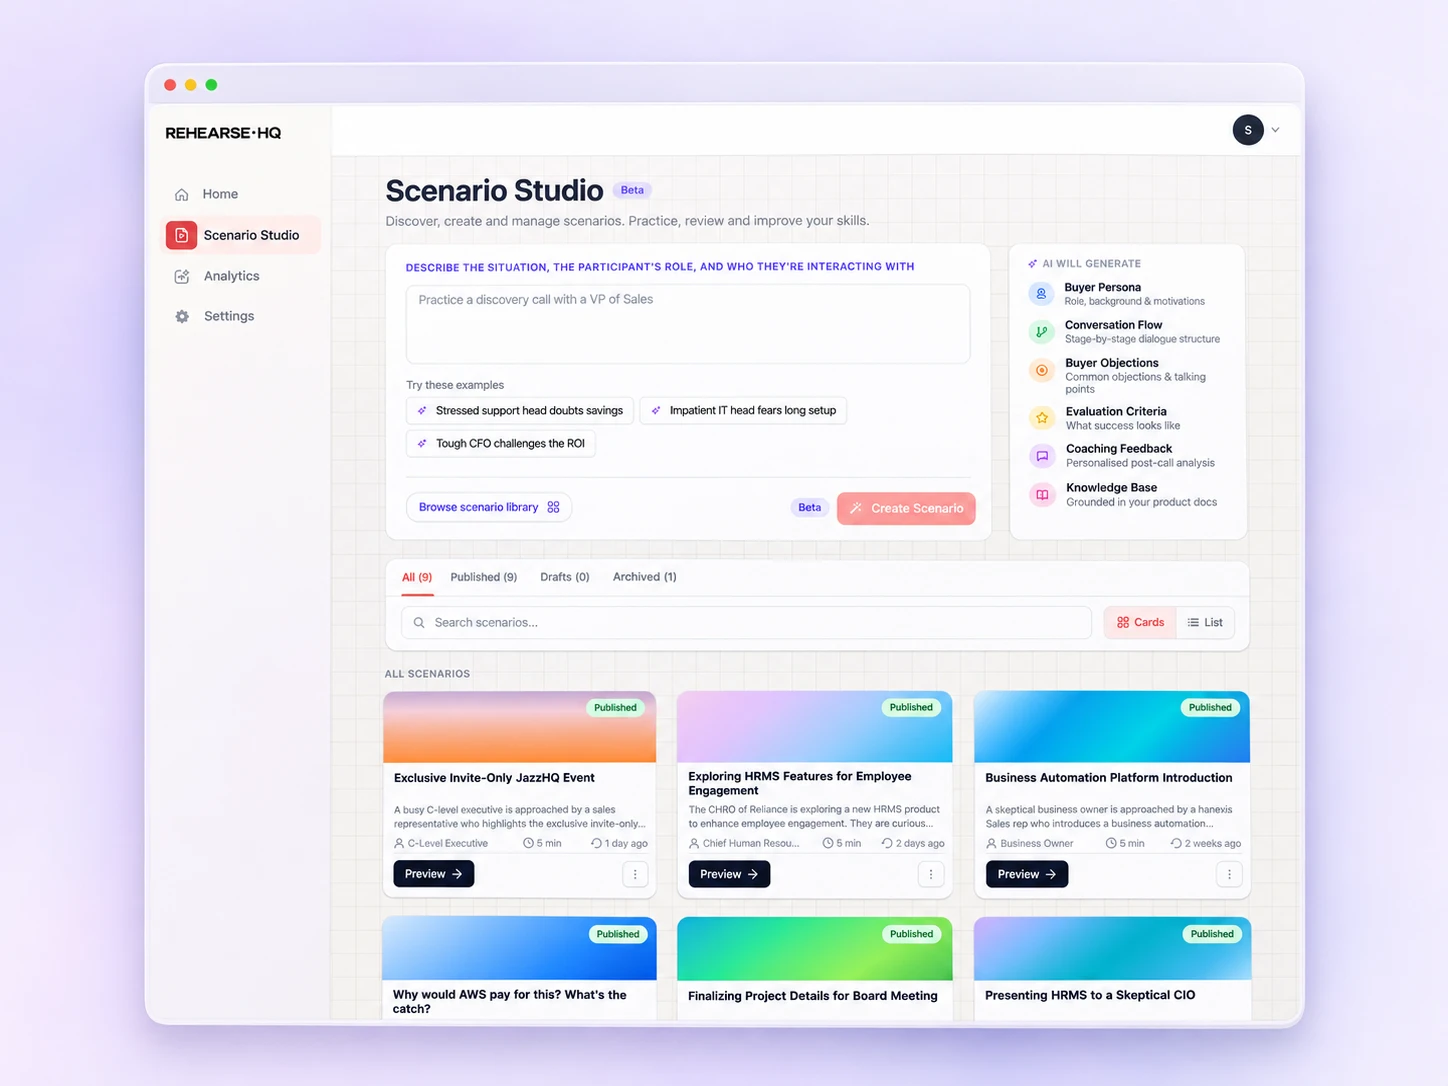 REHEARSE·HQ
S
Home
Scenario Studio
Analytics
Settings
Scenario Studio
Beta
Discover, create and manage scenarios. Practice, review and improve your skills.
DESCRIBE THE SITUATION, THE PARTICIPANT'S ROLE, AND WHO THEY'RE INTERACTING WITH
Practice a discovery call with a VP of Sales
Try these examples
Stressed support head doubts savings
Impatient IT head fears long setup
Tough CFO challenges the ROI
Browse scenario library
Beta
Create Scenario
AI WILL GENERATE
Buyer Persona
Role, background & motivations
Conversation Flow
Stage-by-stage dialogue structure
Buyer Objections
Common objections & talking
points
Evaluation Criteria
What success looks like
Coaching Feedback
Personalised post-call analysis
Knowledge Base
Grounded in your product docs
All (9)
Published (9)
Drafts (0)
Archived (1)
Search scenarios...
Cards
List
ALL SCENARIOS
Published
Exclusive Invite-Only JazzHQ Event
A busy C-level executive is approached by a sales
representative who highlights the exclusive invite-only...
C-Level Executive
5 min
1 day ago
Preview
Published
Exploring HRMS Features for Employee
Engagement
The CHRO of Reliance is exploring a new HRMS product
to enhance employee engagement. They are curious...
Chief Human Resou...
5 min
2 days ago
Preview
Published
Business Automation Platform Introduction
A skeptical business owner is approached by a hanexis
Sales rep who introduces a business automation...
Business Owner
5 min
2 weeks ago
Preview
Published
Why would AWS pay for this? What's the
catch?
Published
Finalizing Project Details for Board Meeting
Published
Presenting HRMS to a Skeptical CIO